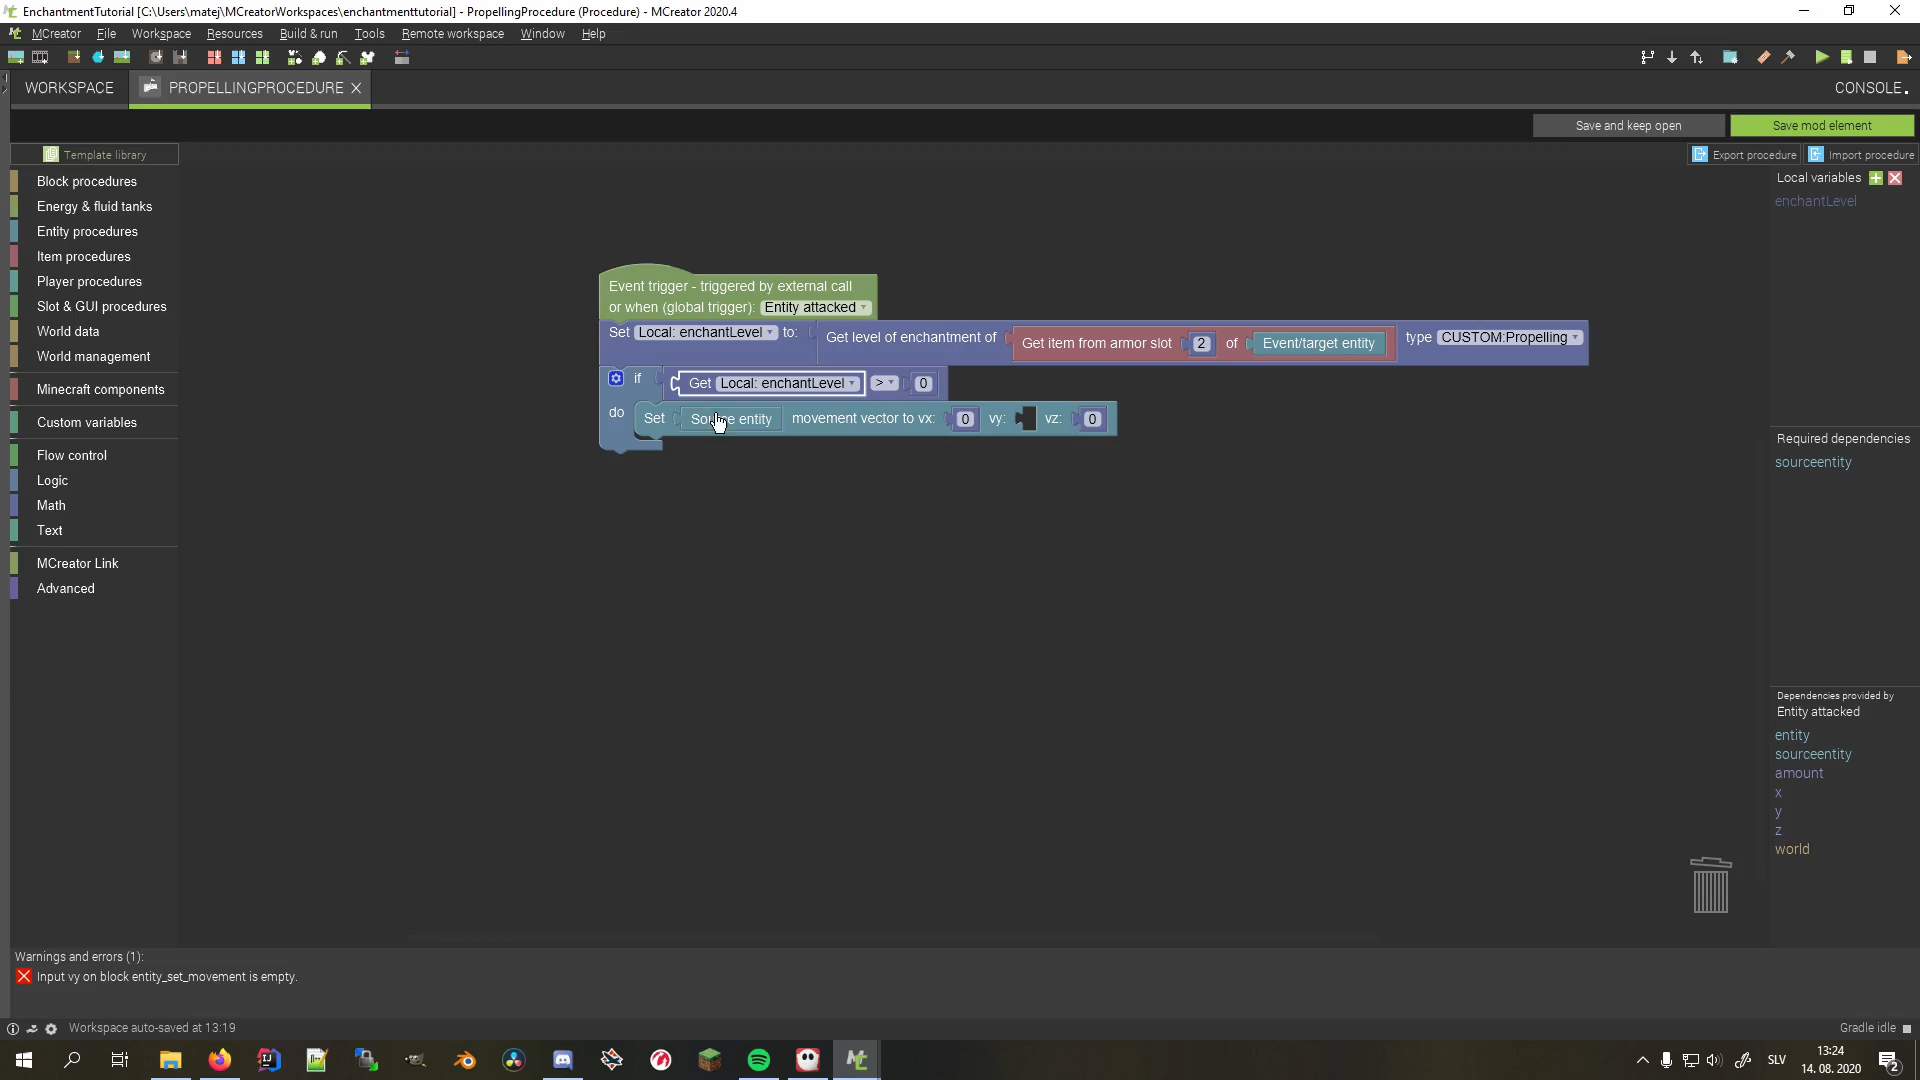 EnchantmentTutorial [C:\Users\matej\MCreatorWorkspaces\enchantmenttutorial] - PropellingProcedure (Procedure) - MCreator 2020.4
MCreator File Workspace Resources Build & run Tools Remote workspace Window Help
WORKSPACE PROPELLINGPROCEDURE CONSOLE
Save and keep open Save mod element
Template library Export procedure Import procedure
Block procedures
Energy & fluid tanks
Entity procedures
Item procedures
Player procedures
Slot & GUI procedures
World data
World management
Minecraft components
Custom variables
Flow control
Logic
Math
Text
MCreator Link
Advanced
Event trigger - triggered by external call
or when (global trigger): Entity attacked
Set Local: enchantLevel to: Get level of enchantment of Get item from armor slot 2 of Event/target entity type CUSTOM:Propelling
if Get Local: enchantLevel > 0
do Set entity movement vector to vx: 0 vy: vz: 0
Local variables
enchantLevel
Required dependencies
sourceentity
Dependencies provided by
Entity attacked
entity
sourceentity
amount
x
y
z
world
Warnings and errors (1):
Input vy on block entity_set_movement is empty.
Workspace auto-saved at 13:19 Gradle idle
SLV
13:24
14. 08. 2020
2